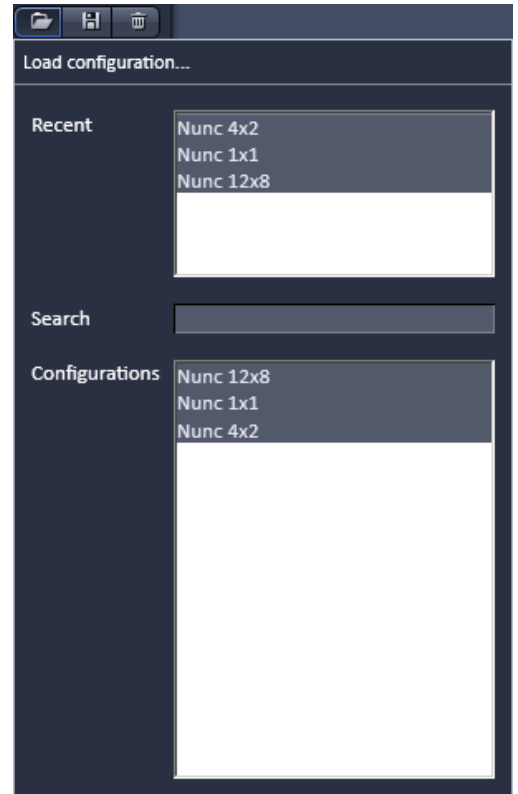 Load configuration...
Recent
Nunc 4x2
Nunc 1x1
Nunc 12x8
Search
Configurations
Nunc 12x8
Nunc 1x1
Nunc 4x2